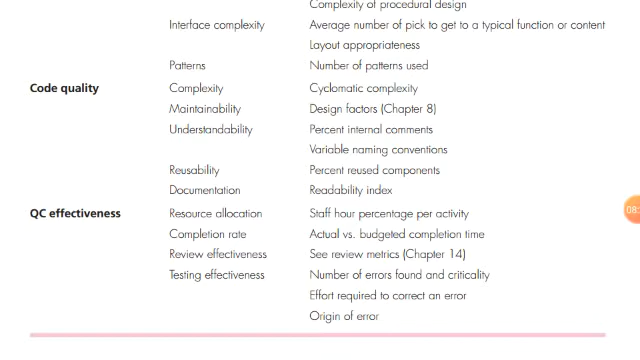 Complexity of procedural design
Interface complexity Average number of pick to get to a typical function or content
Layout appropriateness
Patterns Number of patterns used
Code quality Complexity Cyclomatic complexity
Maintainability Design factors (Chapter 8)
Understandability Percent internal comments
Variable naming conventions
Reusability Percent reused components
Documentation Readability index
QC effectiveness Resource allocation Staff hour percentage per activity
Completion rate Actual vs. budgeted completion time
Review effectiveness See review metrics (Chapter 14)
Testing effectiveness Number of errors found and criticality
Effort required to correct an error
Origin of error